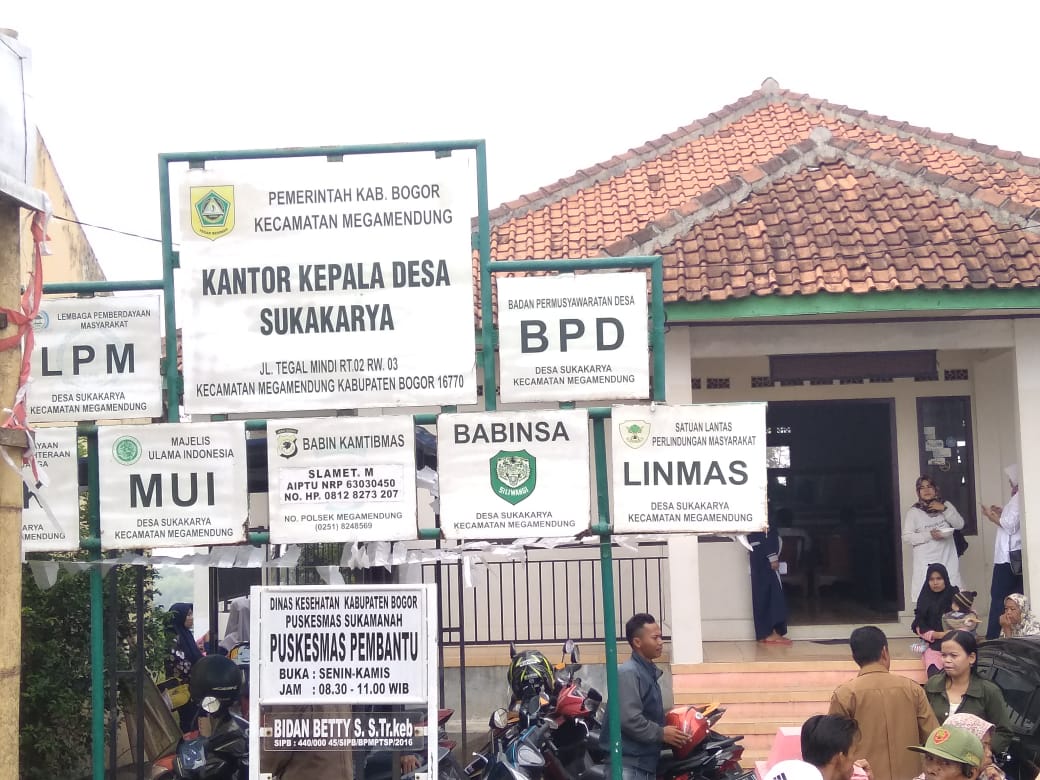 PEMERINTAH KAB. BOGOR
KECAMATAN MEGAMENDUNG
KANTOR KEPALA DESA
SUKAKARYA
JL. TEGAL MINDI RT.02 RW. 03
KECAMATAN MEGAMENDUNG KABUPATEN BOGOR 16770
LEMBAGA PEMBERDAYAAN
MASYARAKAT
LPM
DESA SUKAKARYA
KECAMATAN MEGAMENDUNG
BADAN PERMUSYAWARATAN DESA
BPD
DESA SUKAKARYA
KECAMATAN MEGAMENDUNG
MAJELIS
ULAMA INDONESIA
MUI
DESA SUKAKARYA
KECAMATAN MEGAMENDUNG
BABIN KAMTIBMAS
SLAMET. M
AIPTU NRP 63030450
NO. HP. 0812 8273 207
NO. POLSEK MEGAMENDUNG
(0251) 8248569
BABINSA
SILIWANGI
DESA SUKAKARYA
KECAMATAN MEGAMENDUNG
SATUAN LANTAS
PERLINDUNGAN MASYARAKAT
LINMAS
DESA SUKAKARYA
KECAMATAN MEGAMENDUNG
DINAS KESEHATAN KABUPATEN BOGOR
PUSKESMAS SUKAMANAH
PUSKESMAS PEMBANTU
BUKA : SENIN-KAMIS
JAM : 08.30 - 11.00 WIB
BIDAN BETTY S. S.Tr.keb
SIPB : 440/000 45/SIPB/BPMPTSP/2016